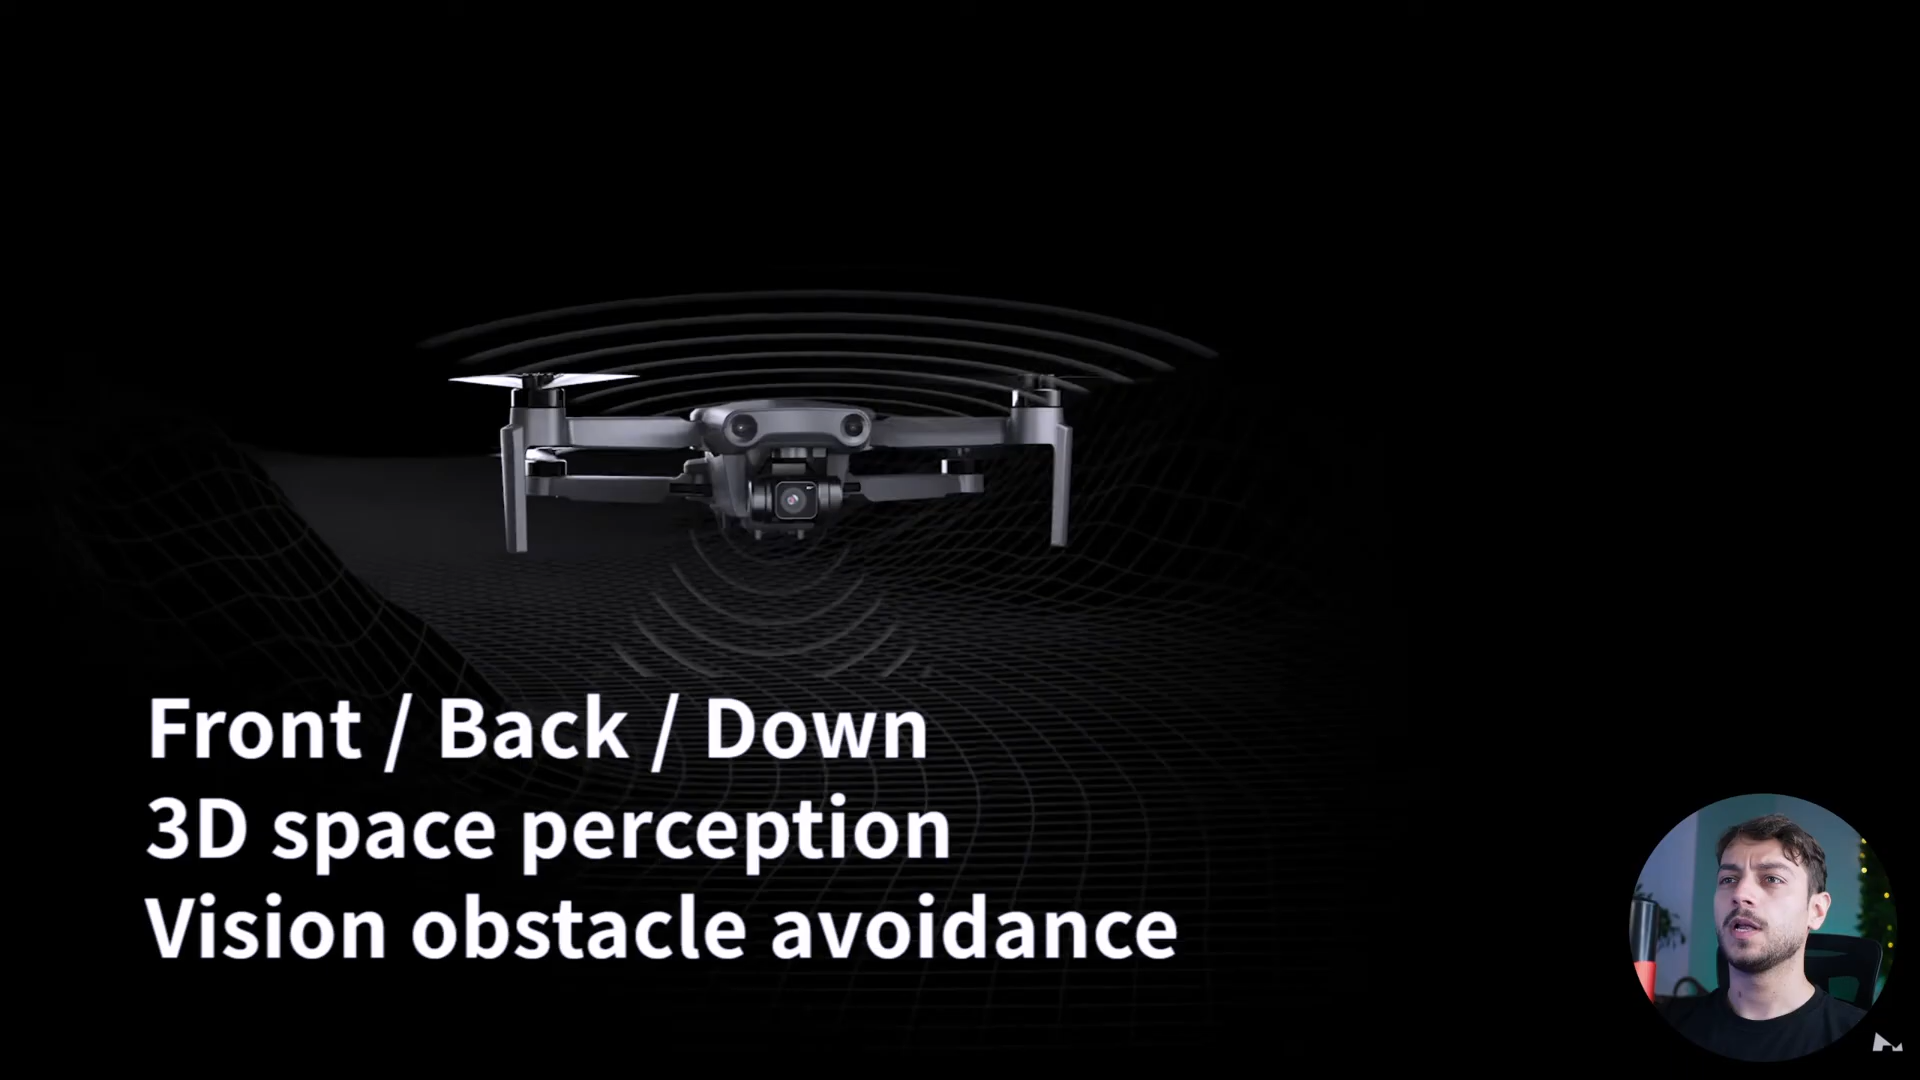 Front / Back / Down
3D space perception
Vision obstacle avoidance